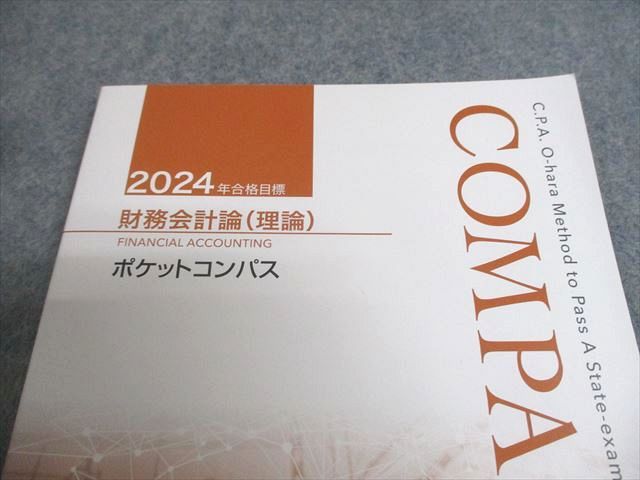 2024年合格目標
財務会計論(理論)
FINANCIAL ACCOUNTING
ポケットコンパス
COMPA
C.P.A. O-hara Method to Pass A State-exam